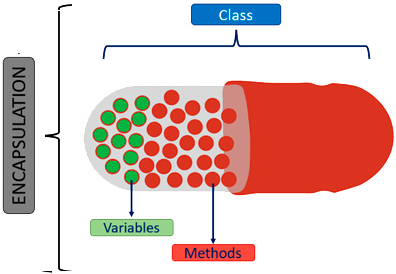 Class
ENCAPSULATION
Variables
Methods